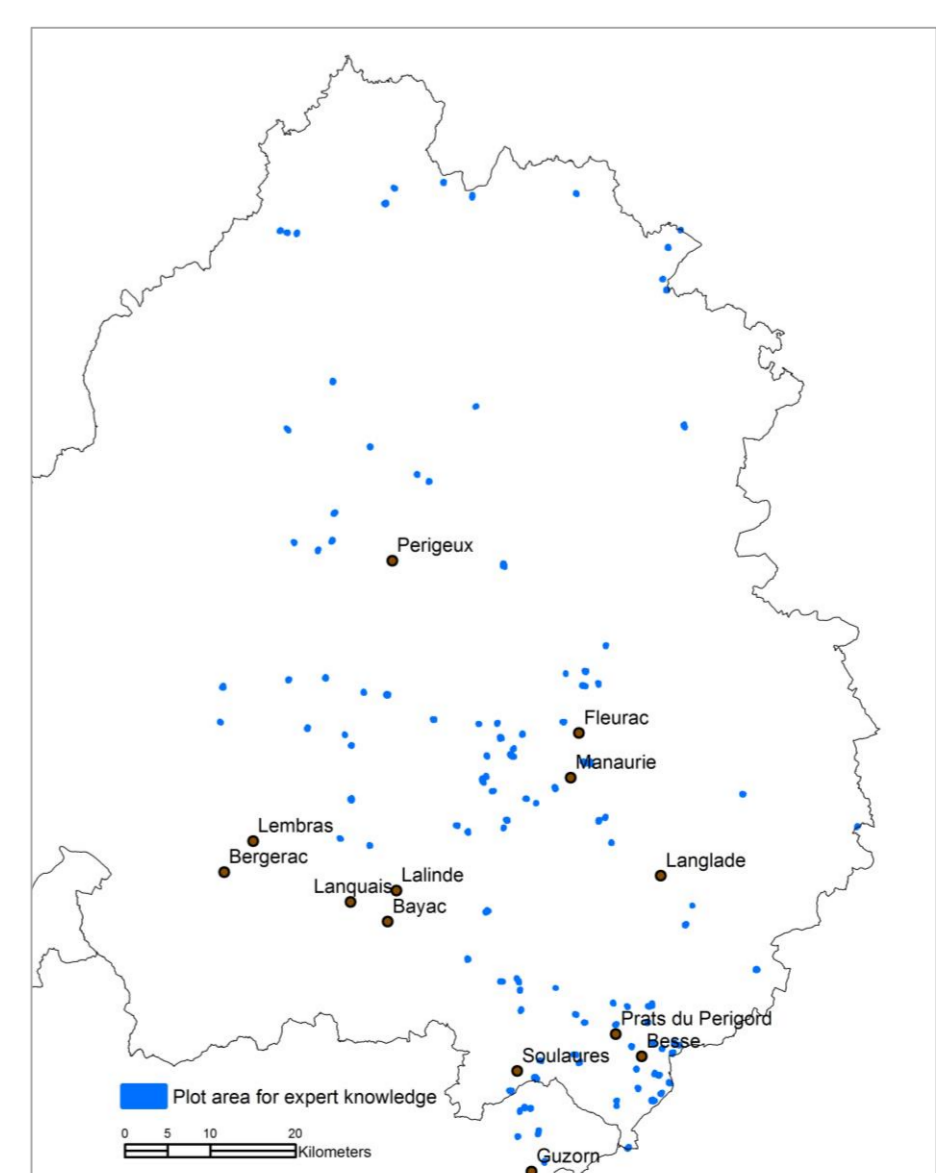 Perigeux
Fleurac
Manaurie
Lembras
Bergerac
Langlade
Lalinde
Lanquais
Bayac
Prats du Perigord
Besse
Soulaures
Plot area for expert knowledge
0 5 10 20
Kilometers
Guzorn